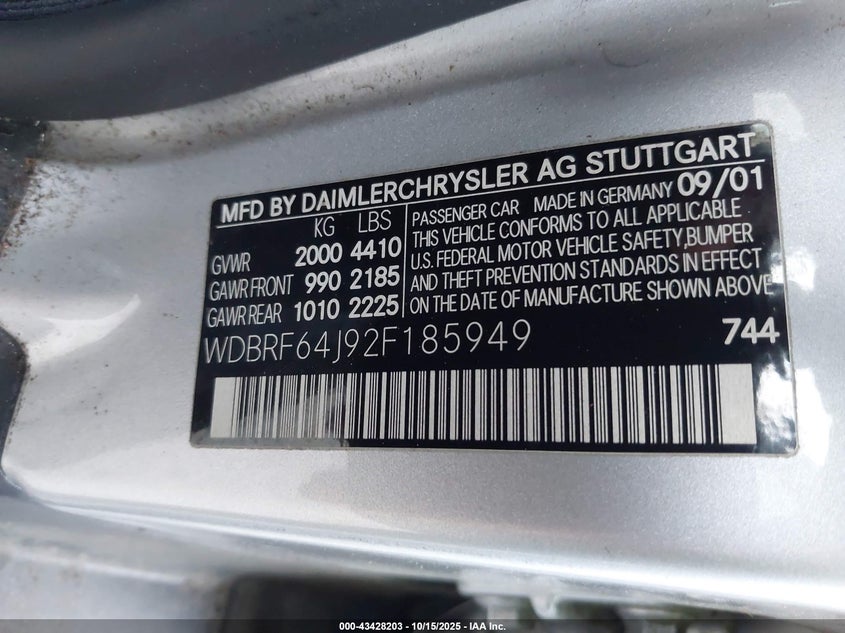 MFD BY DAIMLERCHRYSLER AG STUTTGART
KG LBS
GVWR 2000 4410
GAWR FRONT 990 2185
GAWR REAR 1010 2225
PASSENGER CAR MADE IN GERMANY 09/01
THIS VEHICLE CONFORMS TO ALL APPLICABLE
U.S. FEDERAL MOTOR VEHICLE SAFETY,BUMPER
AND THEFT PREVENTION STANDARDS IN EFFECT
ON THE DATE OF MANUFACTURE SHOWN ABOVE
WDBRF64J92F185949 744
000-43428203 - 10/15/2025 - IAA Inc.